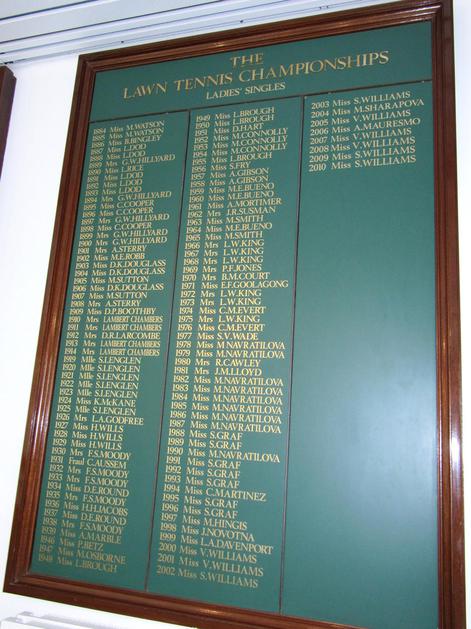 THE
LAWN TENNIS CHAMPIONSHIPS
LADIES' SINGLES
1884 Miss M.WATSON
1885 Miss M.WATSON
1886 Miss B.BINGLEY
1887 Miss L.DOD
1888 Miss L.DOD
1889 Mrs G.W.HILLYARD
1890 Miss L.RICE
1891 Miss L.DOD
1892 Miss L.DOD
1893 Miss L.DOD
1894 Mrs G.W.HILLYARD
1895 Miss C.COOPER
1896 Miss C.COOPER
1897 Mrs G.W.HILLYARD
1898 Miss C.COOPER
1899 Mrs G.W.HILLYARD
1900 Mrs G.W.HILLYARD
1901 Mrs A.STERRY
1902 Miss M.E.ROBB
1903 Miss D.K.DOUGLASS
1904 Miss D.K.DOUGLASS
1905 Miss M.SUTTON
1906 Miss D.K.DOUGLASS
1907 Miss M.SUTTON
1908 Mrs A.STERRY
1909 Miss D.P.BOOTHBY
1910 Mrs LAMBERT CHAMBERS
1911 Mrs LAMBERT CHAMBERS
1912 Mrs D.R.LARCOMBE
1913 Mrs LAMBERT CHAMBERS
1914 Mrs LAMBERT CHAMBERS
1919 Mlle S.LENGLEN
1920 Mlle S.LENGLEN
1921 Mlle S.LENGLEN
1922 Mlle S.LENGLEN
1923 Mlle S.LENGLEN
1924 Miss K.McKANE
1925 Mlle S.LENGLEN
1926 Mrs L.A.GODFREE
1927 Miss H.WILLS
1928 Miss H.WILLS
1929 Miss H.WILLS
1930 Mrs F.S.MOODY
1931 Fraul C.AUSSEM
1932 Mrs F.S.MOODY
1933 Mrs F.S.MOODY
1934 Miss D.E.ROUND
1935 Mrs F.S.MOODY
1936 Miss H.H.JACOBS
1937 Miss D.E.ROUND
1938 Mrs F.S.MOODY
1939 Miss A.MARBLE
1946 Miss P.BETZ
1947 Miss M.OSBORNE
1948 Miss L.BROUGH
1949 Miss L.BROUGH
1950 Miss L.BROUGH
1951 Miss D.HART
1952 Miss M.CONNOLLY
1953 Miss M.CONNOLLY
1954 Miss M.CONNOLLY
1955 Miss L.BROUGH
1956 Miss S.FRY
1957 Miss A.GIBSON
1958 Miss A.GIBSON
1959 Miss M.E.BUENO
1960 Miss M.E.BUENO
1961 Miss A.MORTIMER
1962 Mrs J.R.SUSMAN
1963 Miss M.SMITH
1964 Miss M.E.BUENO
1965 Miss M.SMITH
1966 Mrs L.W.KING
1967 Mrs L.W.KING
1968 Mrs L.W.KING
1969 Mrs P.F.JONES
1970 Mrs B.M.COURT
1971 Miss E.F.GOOLAGONG
1972 Mrs L.W.KING
1973 Mrs L.W.KING
1974 Miss C.M.EVERT
1975 Mrs L.W.KING
1976 Miss C.M.EVERT
1977 Miss S.V.WADE
1978 Miss M.NAVRATILOVA
1979 Miss M.NAVRATILOVA
1980 Mrs R.CAWLEY
1981 Mrs J.M.LLOYD
1982 Miss M.NAVRATILOVA
1983 Miss M.NAVRATILOVA
1984 Miss M.NAVRATILOVA
1985 Miss M.NAVRATILOVA
1986 Miss M.NAVRATILOVA
1987 Miss M.NAVRATILOVA
1988 Miss S.GRAF
1989 Miss S.GRAF
1990 Miss M.NAVRATILOVA
1991 Miss S.GRAF
1992 Miss S.GRAF
1993 Miss S.GRAF
1994 Miss C.MARTINEZ
1995 Miss S.GRAF
1996 Miss S.GRAF
1997 Miss M.HINGIS
1998 Miss J.NOVOTNA
1999 Miss L.A.DAVENPORT
2000 Miss V.WILLIAMS
2001 Miss V.WILLIAMS
2002 Miss S.WILLIAMS
2003 Miss S.WILLIAMS
2004 Miss M.SHARAPOVA
2005 Miss V.WILLIAMS
2006 Miss A.MAURESMO
2007 Miss V.WILLIAMS
2008 Miss V.WILLIAMS
2009 Miss S.WILLIAMS
2010 Miss S.WILLIAMS